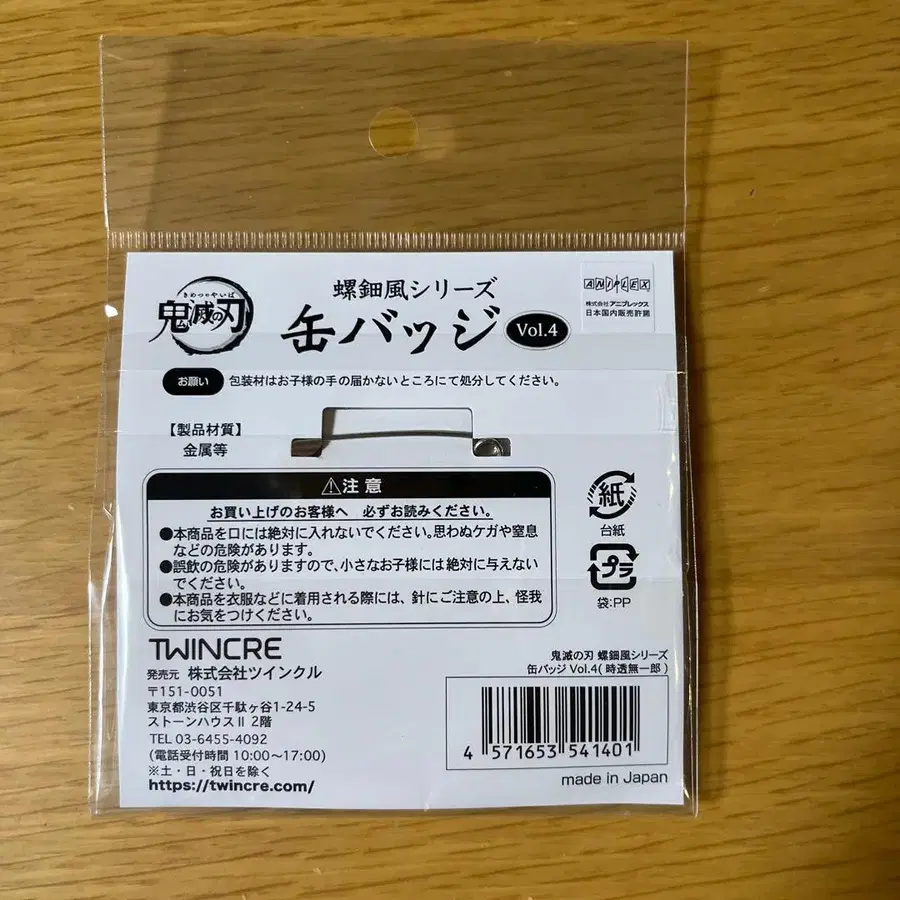 きめつのやいば
鬼滅の刃
螺鈿風シリーズ
缶バッジ Vol.4
ANIPLEX
株式会社アニプレックス
日本国内販売許諾
お願い 包装材はお子様の手の届かないところにて処分してください。
【製品材質】
金属等
⚠注意
お買い上げのお客様へ 必ずお読みください。
●本商品を口には絶対に入れないでください。思わぬケガや窒息
などの危険があります。
●誤飲の危険がありますので、小さなお子様には絶対に与えない
でください。
●本商品を衣服などに着用される際には、針にご注意の上、怪我
にお気をつけください。
紙
台紙
プラ
袋:PP
TWINCRE
発売元 株式会社ツインクル
〒151-0051
東京都渋谷区千駄ヶ谷1-24-5
ストーンハウスⅡ 2階
TEL 03-6455-4092
(電話受付時間 10:00〜17:00)
※土・日・祝日を除く
https://twincre.com/
鬼滅の刃 螺鈿風シリーズ
缶バッジ Vol.4(時透無一郎)
4 571653 541401
made in Japan